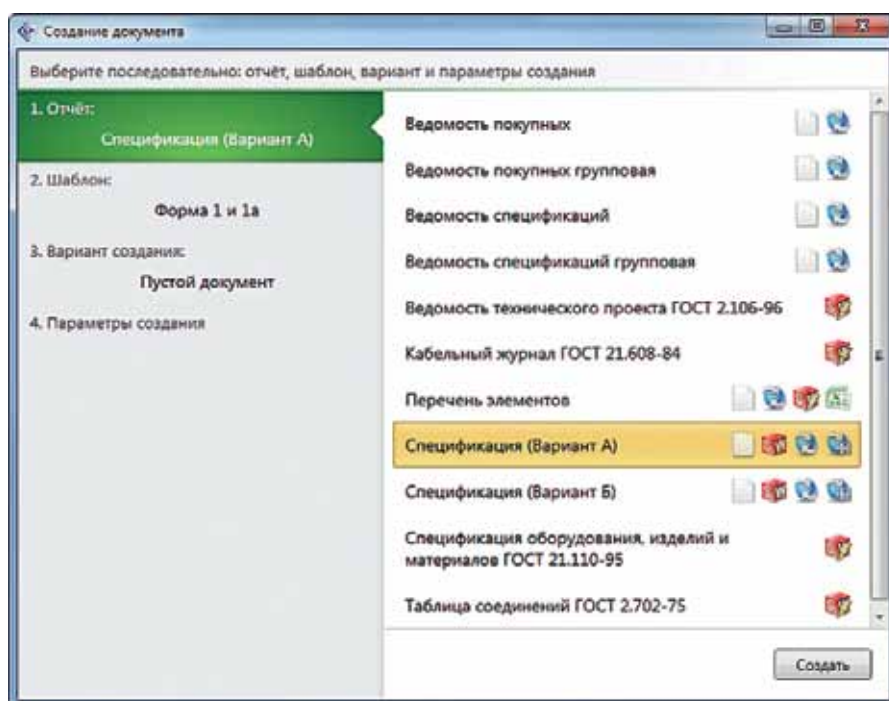 Создание документа
Выберите последовательно: отчёт, шаблон, вариант и параметры создания
1. Отчёт:
Спецификация (Вариант А)
2. Шаблон:
Форма 1 и 1а
3. Вариант создания:
Пустой документ
4. Параметры создания
Ведомость покупных
Ведомость покупных групповая
Ведомость спецификаций
Ведомость спецификаций групповая
Ведомость технического проекта ГОСТ 2.106-96
Кабельный журнал ГОСТ 21.608-84
Перечень элементов
Спецификация (Вариант А)
Спецификация (Вариант Б)
Спецификация оборудования, изделий и
материалов ГОСТ 21.110-95
Таблица соединений ГОСТ 2.702-75
Создать